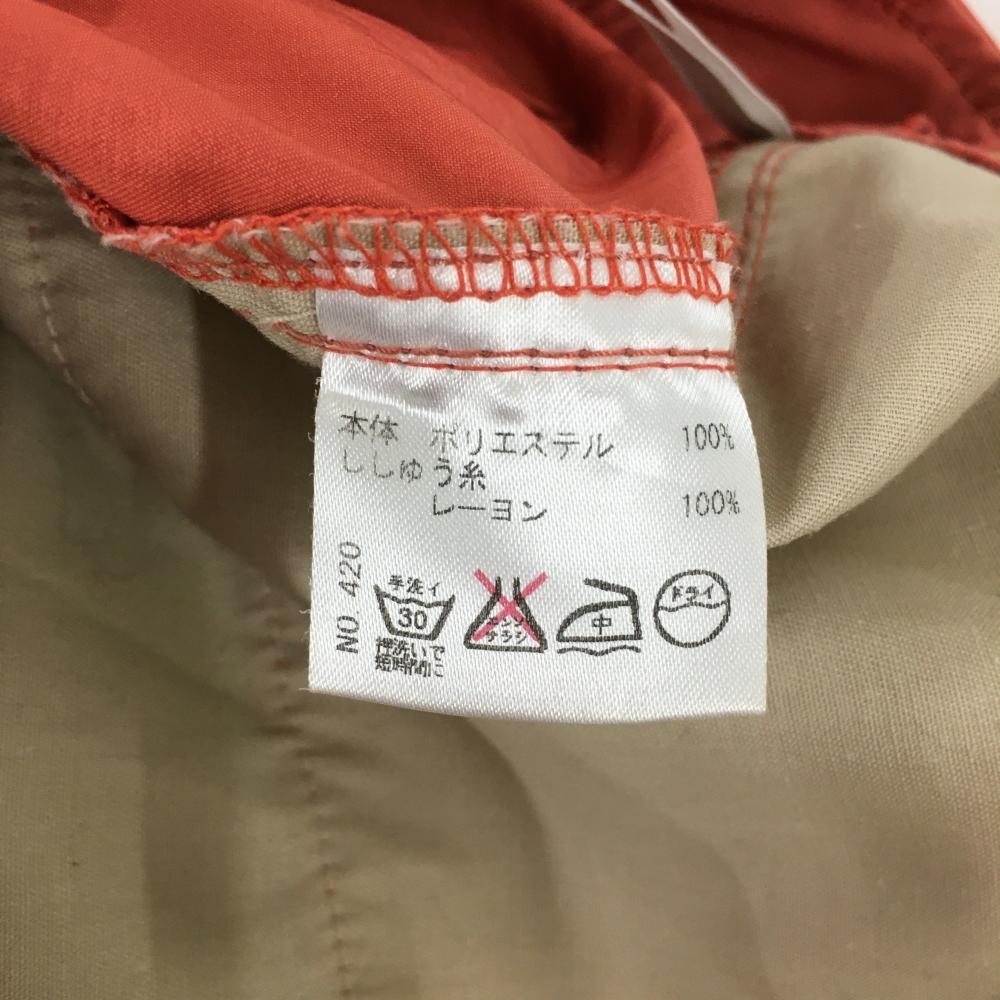 本体 ポリエステル 100%
ししゅう糸
レーヨン 100%
NO. 420
手洗イ
30
押洗いで
短時間に
エンソ
サラシ
中
ドライ